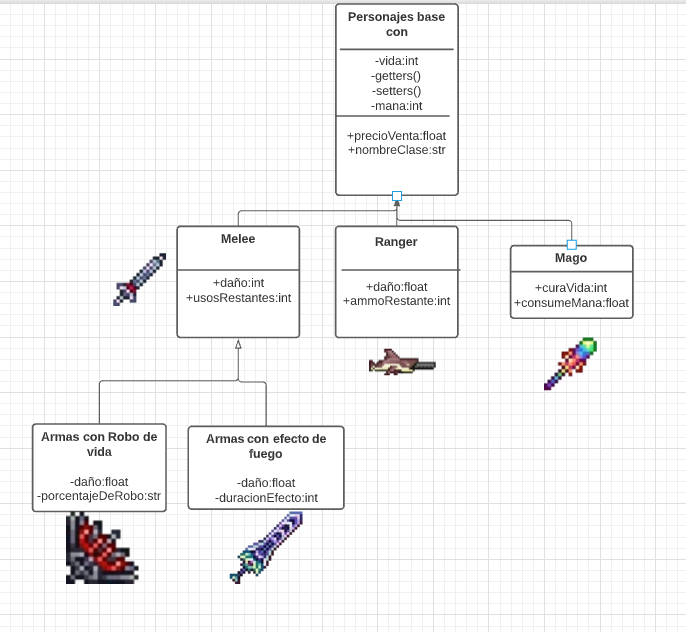 Personajes base
con
-vida:int
-getters()
-setters()
-mana:int
+precioVenta:float
+nombreClase:str
Melee
+daño:int
+usosRestantes:int
Ranger
+daño:float
+ammoRestante:int
Mago
+curaVida:int
+consumeMana:float
Armas con Robo de
vida
-daño:float
-porcentajeDeRobo:str
Armas con efecto de
fuego
-daño:float
-duracionEfecto:int